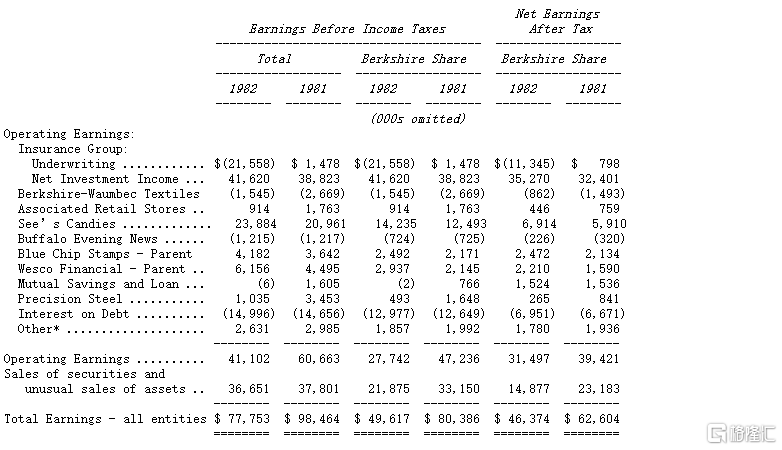 Net Earnings
Earnings Before Income Taxes After Tax
Total Berkshire Share Berkshire Share
1982 1981 1982 1981 1982 1981
(000s omitted)
Operating Earnings:
Insurance Group:
Underwriting ............ $(21,558) $ 1,478 $(21,558) $ 1,478 $(11,345) $ 798
Net Investment Income ... 41,620 38,823 41,620 38,823 35,270 32,401
Berkshire-Waumbec Textiles (1,545) (2,669) (1,545) (2,669) (862) (1,493)
Associated Retail Stores .. 914 1,763 914 1,763 446 759
See's Candies ............. 23,884 20,961 14,235 12,493 6,914 5,910
Buffalo Evening News ...... (1,215) (1,217) (724) (725) (226) (320)
Blue Chip Stamps - Parent 4,182 3,642 2,492 2,171 2,472 2,134
Wesco Financial - Parent .. 6,156 4,495 2,937 2,145 2,210 1,590
Mutual Savings and Loan ... (6) 1,605 (2) 766 1,524 1,536
Precision Steel ........... 1,035 3,453 493 1,648 265 841
Interest on Debt .......... (14,996) (14,656) (12,977) (12,649) (6,951) (6,671)
Other* .................... 2,631 2,985 1,857 1,992 1,780 1,936
Operating Earnings .......... 41,102 60,663 27,742 47,236 31,497 39,421
Sales of securities and
unusual sales of assets .. 36,651 37,801 21,875 33,150 14,877 23,183
Total Earnings - all entities $ 77,753 $ 98,464 $ 49,617 $ 80,386 $ 46,374 $ 62,604
格隆汇